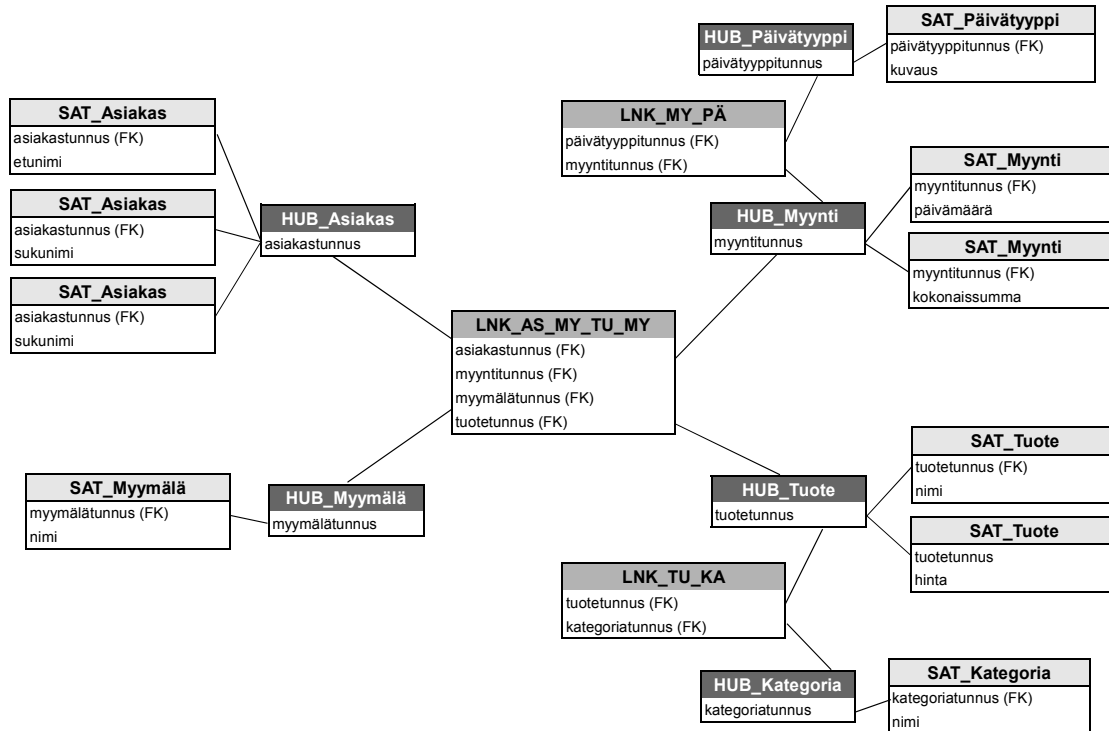 SAT_Päivätyyppi
päivätyyppitunnus (FK)
kuvaus
HUB_Päivätyyppi
päivätyyppitunnus
LNK_MY_PÄ
päivätyyppitunnus (FK)
myyntitunnus (FK)
SAT_Asiakas
asiakastunnus (FK)
etunimi
SAT_Asiakas
asiakastunnus (FK)
sukunimi
SAT_Asiakas
asiakastunnus (FK)
sukunimi
HUB_Asiakas
asiakastunnus
SAT_Myynti
myyntitunnus (FK)
päivämäärä
HUB_Myynti
myyntitunnus
SAT_Myynti
myyntitunnus (FK)
kokonaissumma
LNK_AS_MY_TU_MY
asiakastunnus (FK)
myyntitunnus (FK)
myymälätunnus (FK)
tuotetunnus (FK)
SAT_Myymälä
myymälätunnus (FK)
nimi
HUB_Myymälä
myymälätunnus
SAT_Tuote
tuotetunnus (FK)
nimi
HUB_Tuote
tuotetunnus
SAT_Tuote
tuotetunnus
hinta
LNK_TU_KA
tuotetunnus (FK)
kategoriatunnus (FK)
HUB_Kategoria
kategoriatunnus
SAT_Kategoria
kategoriatunnus (FK)
nimi